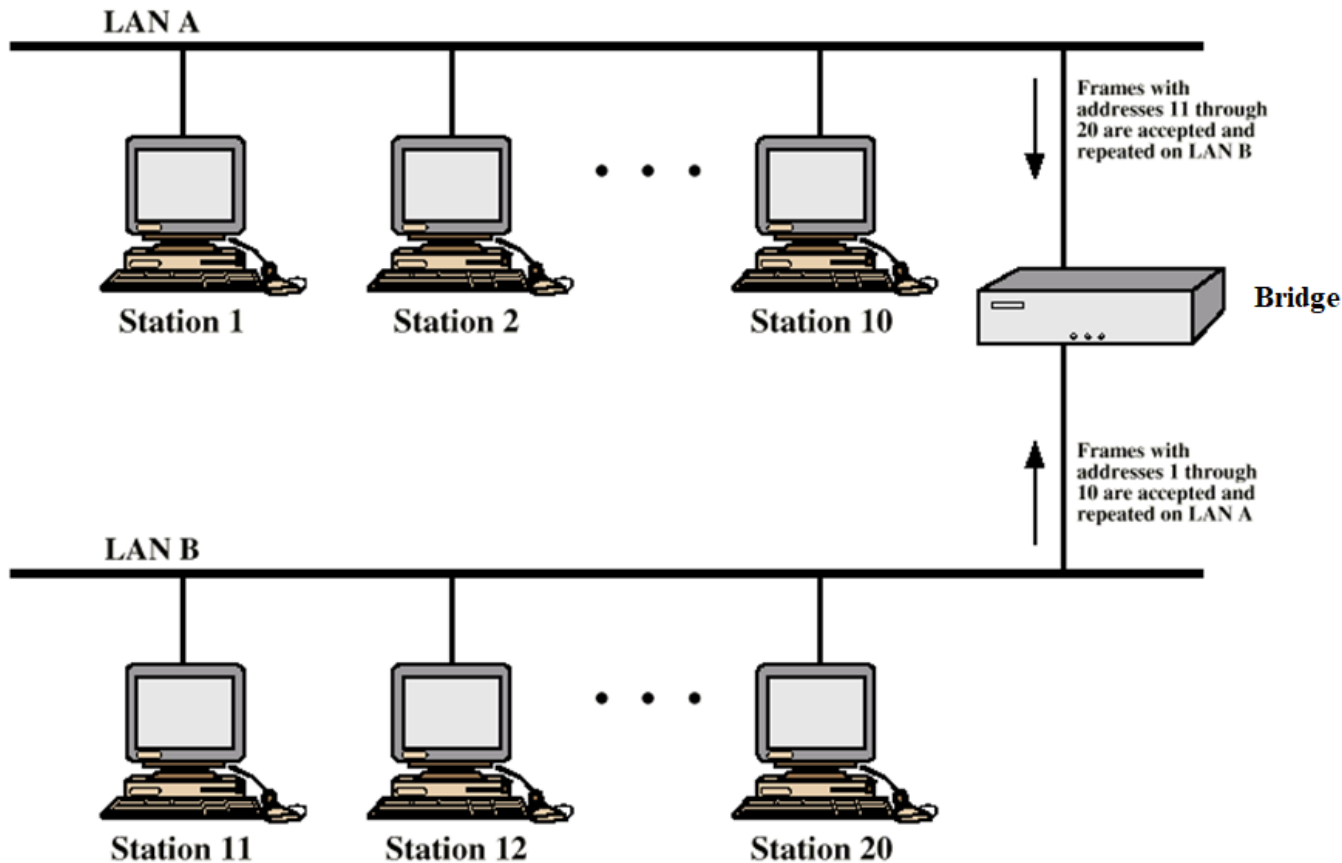 LAN A
Frames with
addresses 11 through
20 are accepted and
repeated on LAN B
Station 1
Station 2
Station 10
Bridge
Frames with
addresses 1 through
10 are accepted and
repeated on LAN A
LAN B
Station 11
Station 12
Station 20